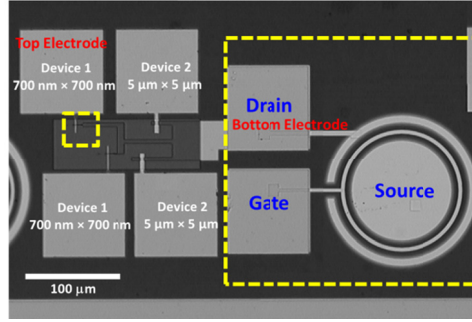 Top Electrode
Device 1
700 nm × 700 nm
Device 2
5 μm × 5 μm
Drain
Bottom Electrode
Gate
Source
Device 1
700 nm × 700 nm
Device 2
5 μm × 5 μm
100 μm